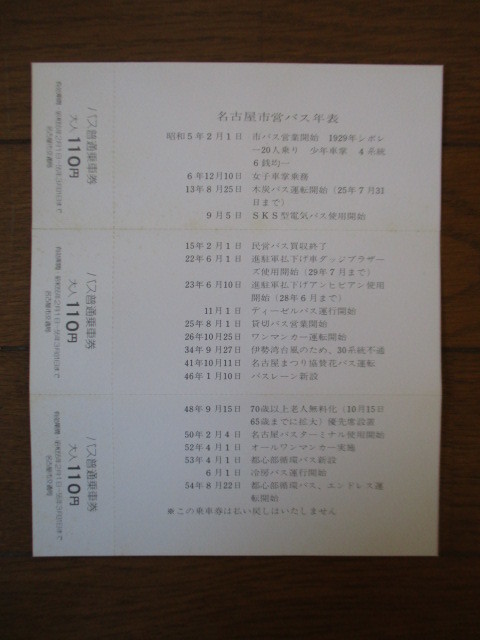 名古屋市営バス年表
昭和5年2月1日 市バス営業開始 1929年シボレ
ー20人乗り 少年車掌 4系統
6銭均一
6年12月10日 女子車掌乗務
13年8月25日 木炭バス運転開始(25年7月31
日まで)
9月5日 SKS型電気バス使用開始
15年2月1日 民営バス買収終了
22年6月1日 進駐軍払下げ車ダッジブラザー
ズ使用開始(29年7月まで)
23年6月10日 進駐軍払下げアンヒビアン使用
開始(28年6月まで)
11月1日 ディーゼルバス運行開始
25年8月1日 貸切バス営業開始
26年10月25日 ワンマンカー運転開始
34年9月27日 伊勢湾台風のため、30系統不通
41年10月11日 名古屋まつり協賛花バス運転
46年1月10日 バスレーン新設
48年9月15日 70歳以上老人無料化(10月15日
65歳までに拡大)優先席設置
50年2月4日 名古屋バスターミナル使用開始
52年4月1日 オールワンマンカー実施
53年4月1日 都心部循環バス新設
6月1日 冷房バス運行開始
54年8月22日 都心部循環バス、エンドレス運
転開始
※この乗車券は払い戻しはいたしません
バス普通乗車券
大人110円
名古屋市交通局
バス普通乗車券
大人110円
名古屋市交通局
バス普通乗車券
大人110円
名古屋市交通局